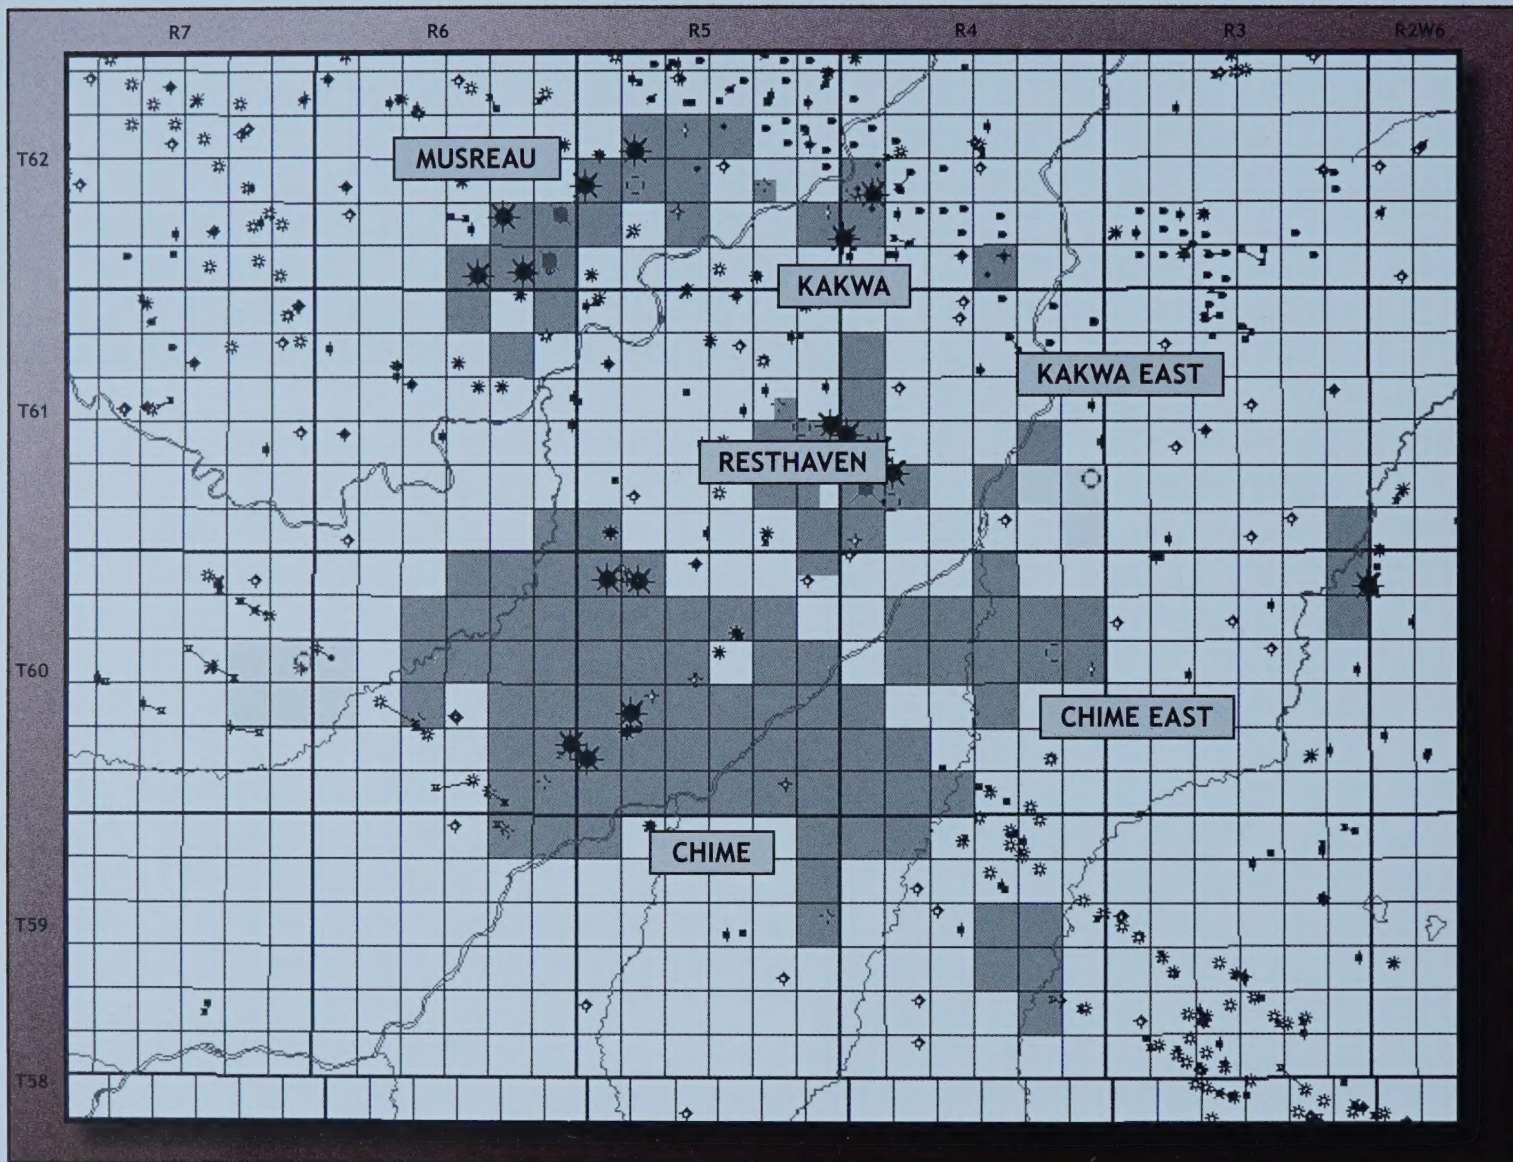 R7 R6 R5 R4 R3 R2W6
T62
MUSREAU
KAKWA
KAKWA EAST
T61
RESTHAVEN
T60
CHIME EAST
CHIME
T59
T58